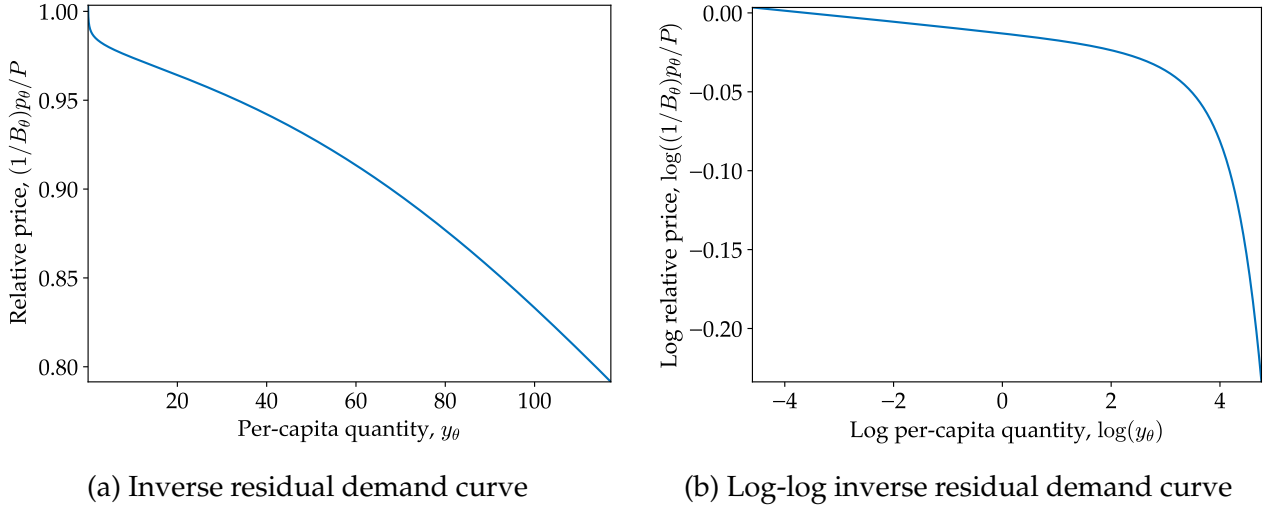 1.00
0.95
0.90
0.85
0.80
Relative price, (1/B_θ)p_θ/P
20 40 60 80 100
Per-capita quantity, y_θ
(a) Inverse residual demand curve
0.00
−0.05
−0.10
−0.15
−0.20
Log relative price, log((1/B_θ)p_θ/P)
−4 −2 0 2 4
Log per-capita quantity, log(y_θ)
(b) Log-log inverse residual demand curve